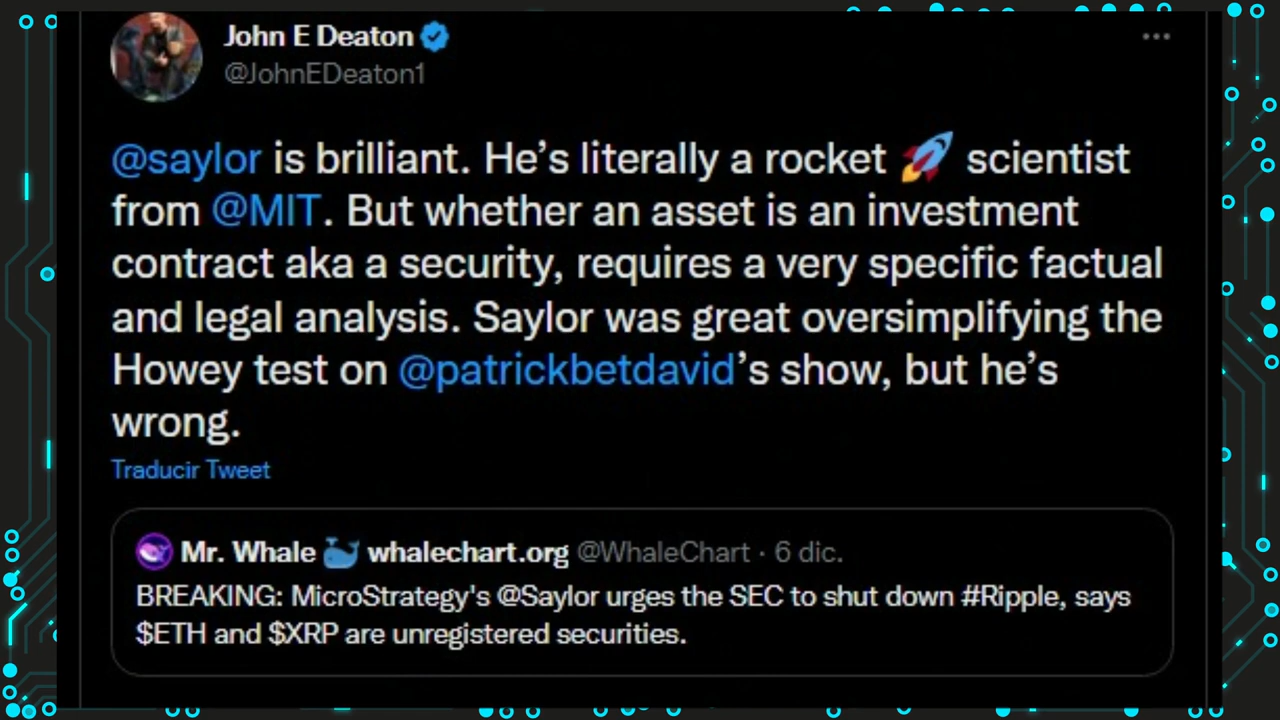 John E Deaton
@JohnEDeaton1
@saylor is brilliant. He’s literally a rocket 🚀 scientist
from @MIT. But whether an asset is an investment
contract aka a security, requires a very specific factual
and legal analysis. Saylor was great oversimplifying the
Howey test on @patrickbetdavid’s show, but he’s
wrong.
Traducir Tweet
Mr. Whale 🐳 whalechart.org @WhaleChart · 6 dic.
BREAKING: MicroStrategy's @Saylor urges the SEC to shut down #Ripple, says
$ETH and $XRP are unregistered securities.